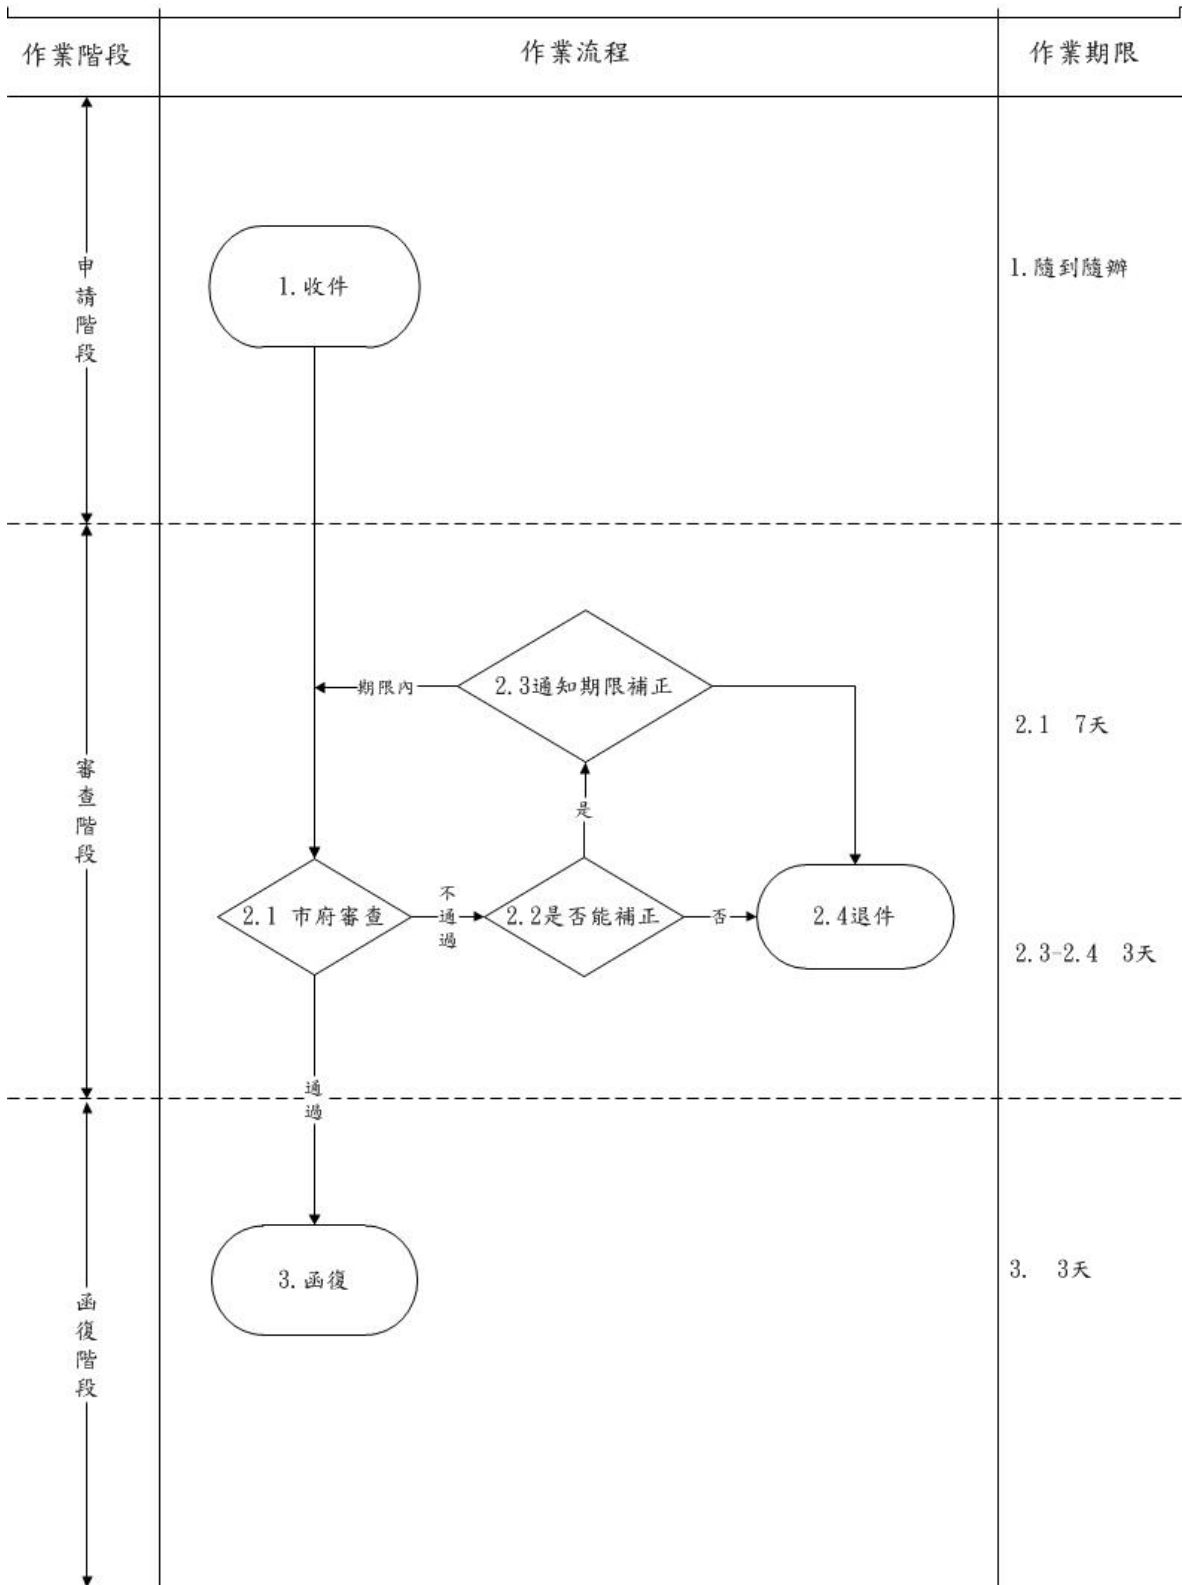 作業階段
作業流程
作業期限
申請階段
1.收件
1.隨到隨辦
審查階段
期限內
2.3通知期限補正
2.1 7天
是
2.1 市府審查
不通過
2.2是否能補正
否
2.4退件
2.3-2.4 3天
通過
函復階段
3.函復
3. 3天